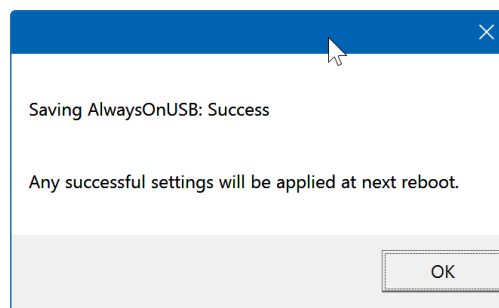 Saving AlwaysOnUSB: Success
Any successful settings will be applied at next reboot.
OK